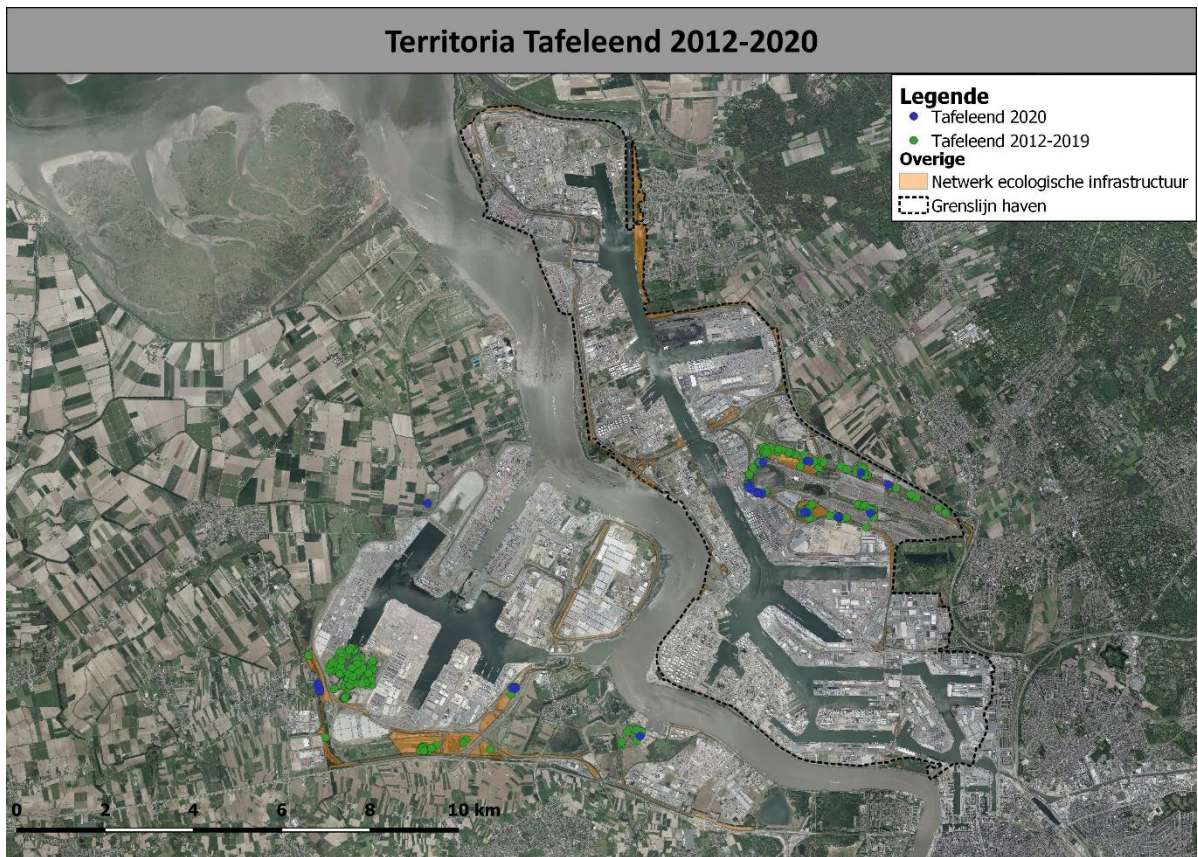 Territoria Tafeleend 2012-2020
Legende
Tafeleend 2020
Tafeleend 2012-2019
Overige
Netwerk ecologische infrastructuur
Grenslijn haven
0 2 4 6 8 10 km